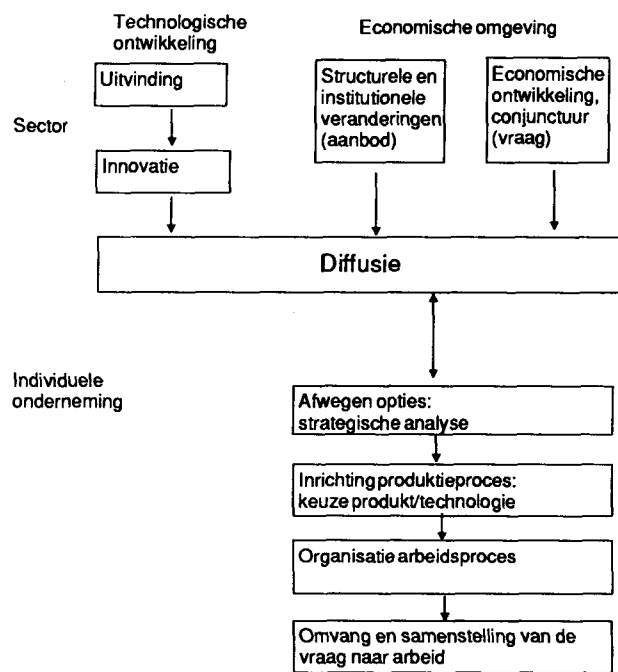 Technologische
ontwikkeling
Economische omgeving
Uitvinding
Structurele en
institutionele
veranderingen
(aanbod)
Economische
ontwikkeling,
conjunctuur
(vraag)
Sector
Innovatie
Diffusie
Individuele
onderneming
Afwegen opties:
strategische analyse
Inrichting produktieproces:
keuze produkt/technologie
Organisatie arbeidsproces
Omvang en samenstelling van de
vraag naar arbeid